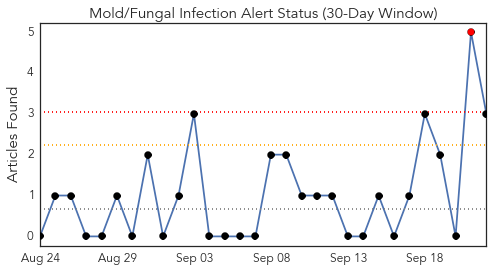 Mold/Fungal Infection Alert Status (30-Day Window)
Articles Found
5
4
3
2
1
0
Aug 24 Aug 29 Sep 03 Sep 08 Sep 13 Sep 18